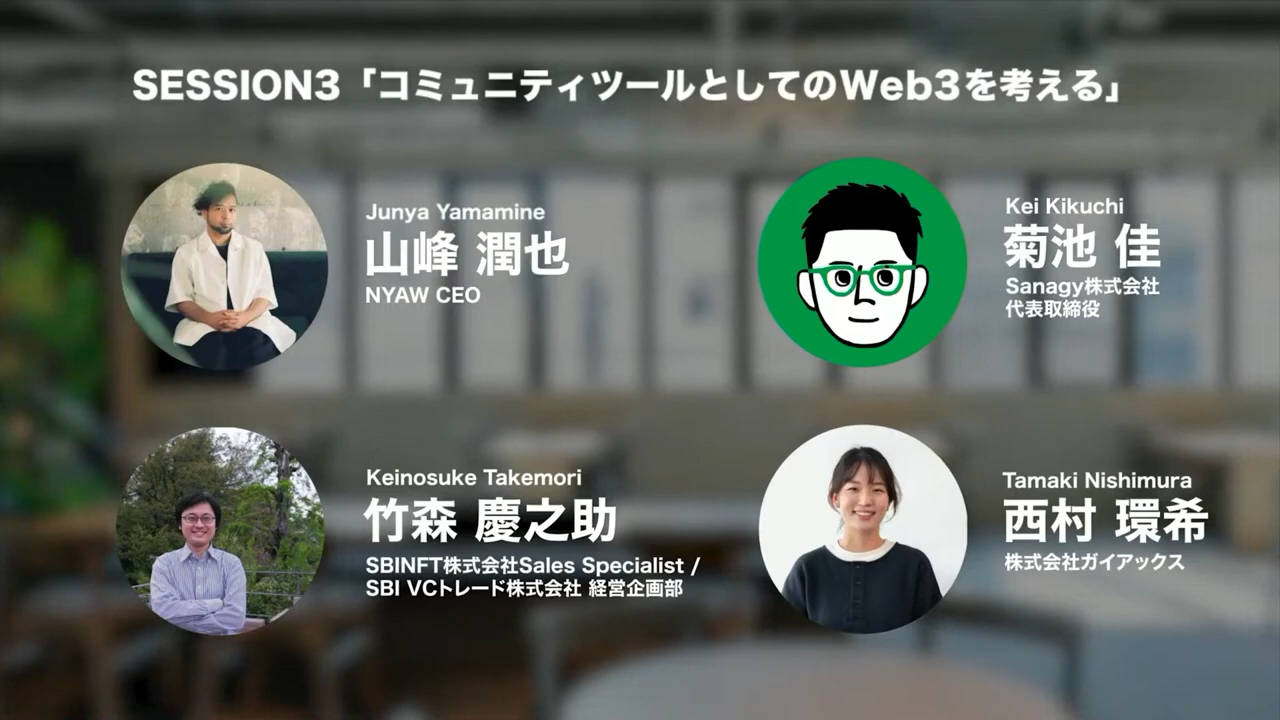 SESSION3「コミュニティツールとしてのWeb3を考える」
Junya Yamamine
山峰 潤也
NYAW CEO
Kei Kikuchi
菊池 佳
Sanagy株式会社
代表取締役
Keinosuke Takemori
竹森 慶之助
SBINFT株式会社Sales Specialist /
SBI VCトレード株式会社 経営企画部
Tamaki Nishimura
西村 環希
株式会社ガイアックス